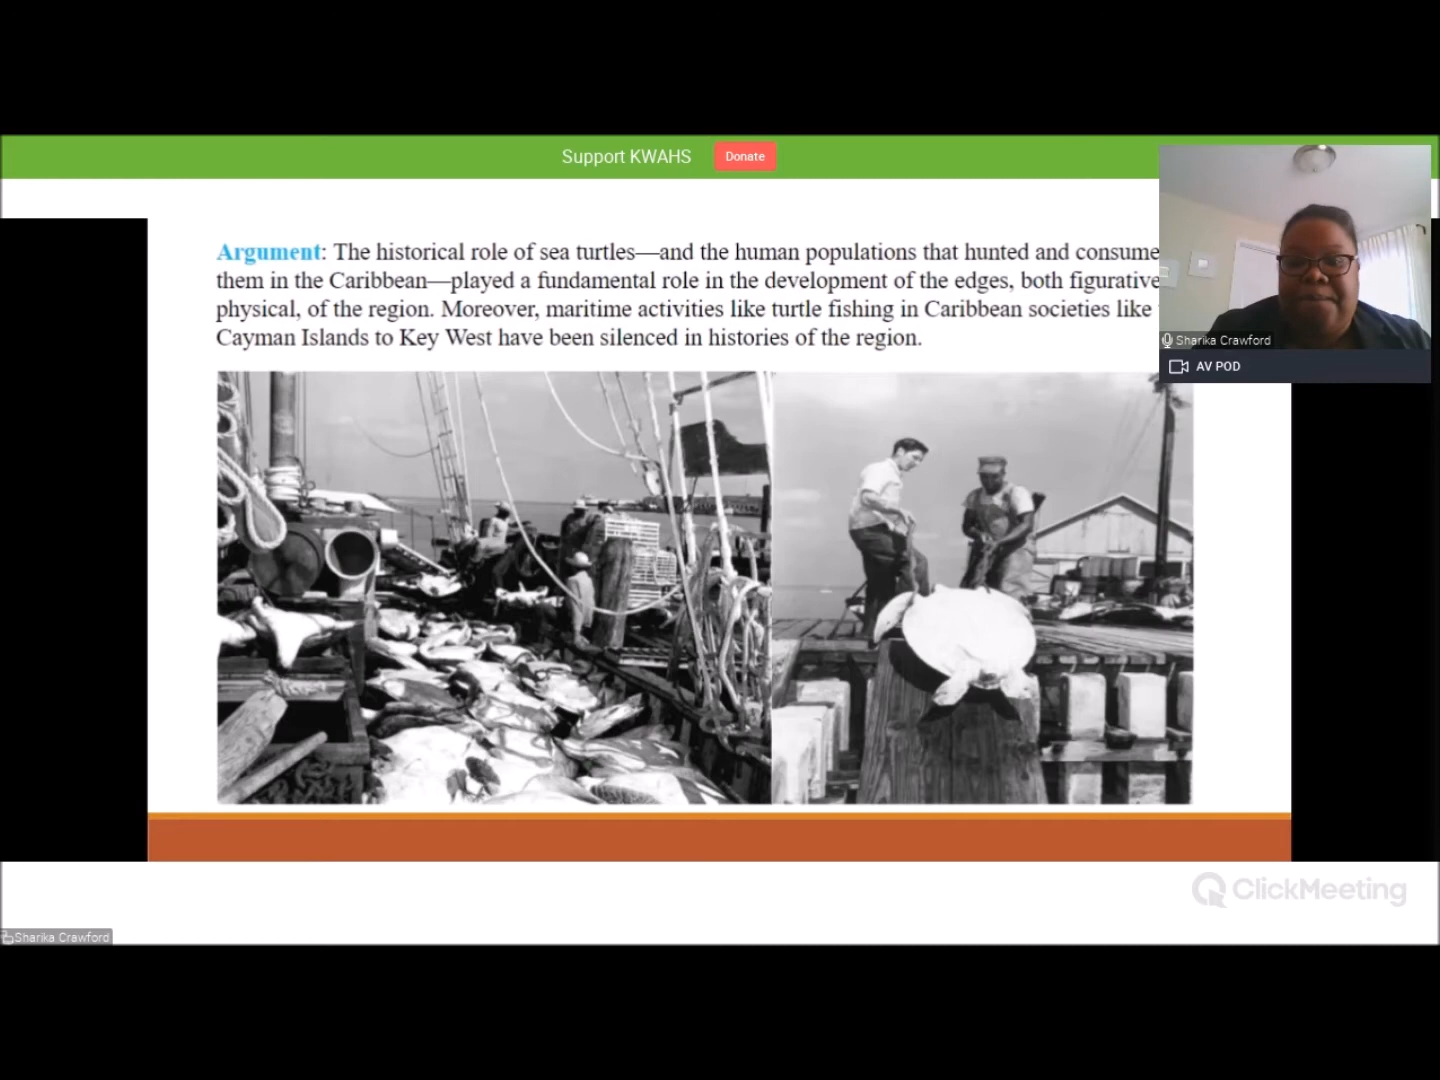 Support KWAHS
Donate
Argument: The historical role of sea turtles—and the human populations that hunted and consume
them in the Caribbean—played a fundamental role in the development of the edges, both figurative
physical, of the region. Moreover, maritime activities like turtle fishing in Caribbean societies like
Cayman Islands to Key West have been silenced in histories of the region.
Sharika Crawford
AV POD
ClickMeeting
Sharika Crawford